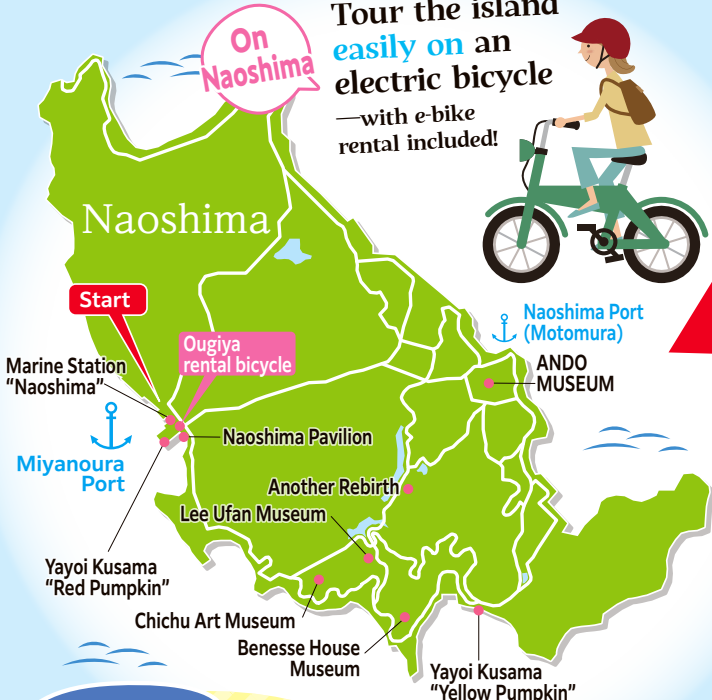 On
Naoshima
Tour the island
easily on an
electric bicycle
—with e-bike
rental included!
Naoshima
Start
Ougiya
rental bicycle
Marine Station
“Naoshima”
Naoshima Port
(Motomura)
ANDO
MUSEUM
Naoshima Pavilion
Miyanoura
Port
Another Rebirth
Lee Ufan Museum
Yayoi Kusama
“Red Pumpkin”
Chichu Art Museum
Benesse House
Museum
Yayoi Kusama
“Yellow Pumpkin”